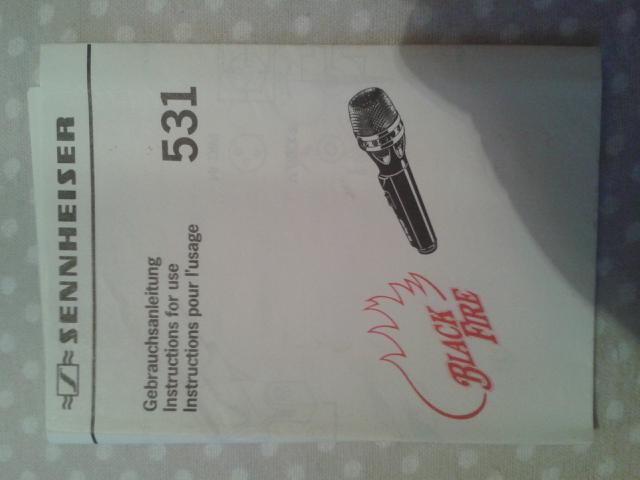 SENNHEISER
Gebrauchsanleitung
Instructions for use
Instructions pour l'usage
531
BLACK
FIRE